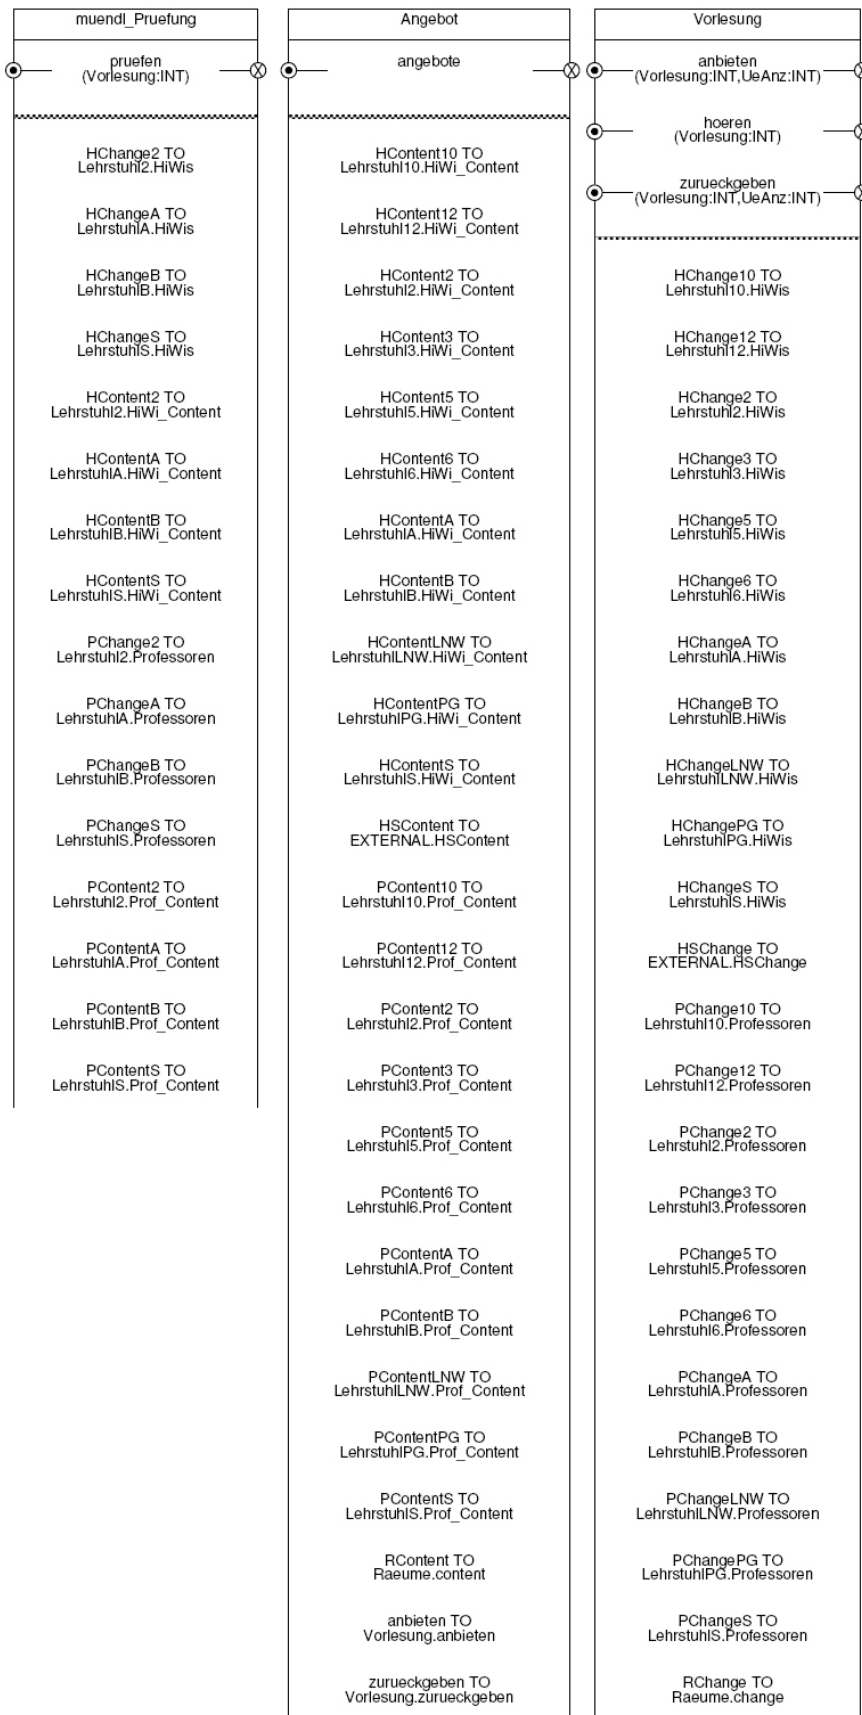 muendl_Pruefung
pruefen
(Vorlesung:INT)
HChange2 TO
Lehrstuhl2.HiWis
HChangeA TO
LehrstuhlA.HiWis
HChangeB TO
LehrstuhlB.HiWis
HChangeS TO
LehrstuhlS.HiWis
HContent2 TO
Lehrstuhl2.HiWi_Content
HContentA TO
LehrstuhlA.HiWi_Content
HContentB TO
LehrstuhlB.HiWi_Content
HContentS TO
LehrstuhlS.HiWi_Content
PChange2 TO
Lehrstuhl2.Professoren
PChangeA TO
LehrstuhlA.Professoren
PChangeB TO
LehrstuhlB.Professoren
PChangeS TO
LehrstuhlS.Professoren
PContent2 TO
Lehrstuhl2.Prof_Content
PContentA TO
LehrstuhlA.Prof_Content
PContentB TO
LehrstuhlB.Prof_Content
PContentS TO
LehrstuhlS.Prof_Content
Angebot
angebote
HContent10 TO
Lehrstuhl10.HiWi_Content
HContent12 TO
Lehrstuhl12.HiWi_Content
HContent2 TO
Lehrstuhl2.HiWi_Content
HContent3 TO
Lehrstuhl3.HiWi_Content
HContent5 TO
Lehrstuhl5.HiWi_Content
HContent6 TO
Lehrstuhl6.HiWi_Content
HContentA TO
LehrstuhlA.HiWi_Content
HContentB TO
LehrstuhlB.HiWi_Content
HContentLNW TO
LehrstuhlLNW.HiWi_Content
HContentPG TO
LehrstuhlPG.HiWi_Content
HContentS TO
LehrstuhlS.HiWi_Content
HSContent TO
EXTERNAL.HSContent
PContent10 TO
Lehrstuhl10.Prof_Content
PContent12 TO
Lehrstuhl12.Prof_Content
PContent2 TO
Lehrstuhl2.Prof_Content
PContent3 TO
Lehrstuhl3.Prof_Content
PContent5 TO
Lehrstuhl5.Prof_Content
PContent6 TO
Lehrstuhl6.Prof_Content
PContentA TO
LehrstuhlA.Prof_Content
PContentB TO
LehrstuhlB.Prof_Content
PContentLNW TO
LehrstuhlLNW.Prof_Content
PContentPG TO
LehrstuhlPG.Prof_Content
PContentS TO
LehrstuhlS.Prof_Content
RContent TO
Raeume.content
anbieten TO
Vorlesung.anbieten
zurueckgeben TO
Vorlesung.zurueckgeben
Vorlesung
anbieten
(Vorlesung:INT,UeAnz:INT)
hoeren
(Vorlesung:INT)
zurueckgeben
(Vorlesung:INT,UeAnz:INT)
HChange10 TO
Lehrstuhl10.HiWis
HChange12 TO
Lehrstuhl12.HiWis
HChange2 TO
Lehrstuhl2.HiWis
HChange3 TO
Lehrstuhl3.HiWis
HChange5 TO
Lehrstuhl5.HiWis
HChange6 TO
Lehrstuhl6.HiWis
HChangeA TO
LehrstuhlA.HiWis
HChangeB TO
LehrstuhlB.HiWis
HChangeLNW TO
LehrstuhlLNW.HiWis
HChangePG TO
LehrstuhlPG.HiWis
HChangeS TO
LehrstuhlS.HiWis
HSChange TO
EXTERNAL.HSChange
PChange10 TO
Lehrstuhl10.Professoren
PChange12 TO
Lehrstuhl12.Professoren
PChange2 TO
Lehrstuhl2.Professoren
PChange3 TO
Lehrstuhl3.Professoren
PChange5 TO
Lehrstuhl5.Professoren
PChange6 TO
Lehrstuhl6.Professoren
PChangeA TO
LehrstuhlA.Professoren
PChangeB TO
LehrstuhlB.Professoren
PChangeLNW TO
LehrstuhlLNW.Professoren
PChangePG TO
LehrstuhlPG.Professoren
PChangeS TO
LehrstuhlS.Professoren
RChange TO
Raeume.change